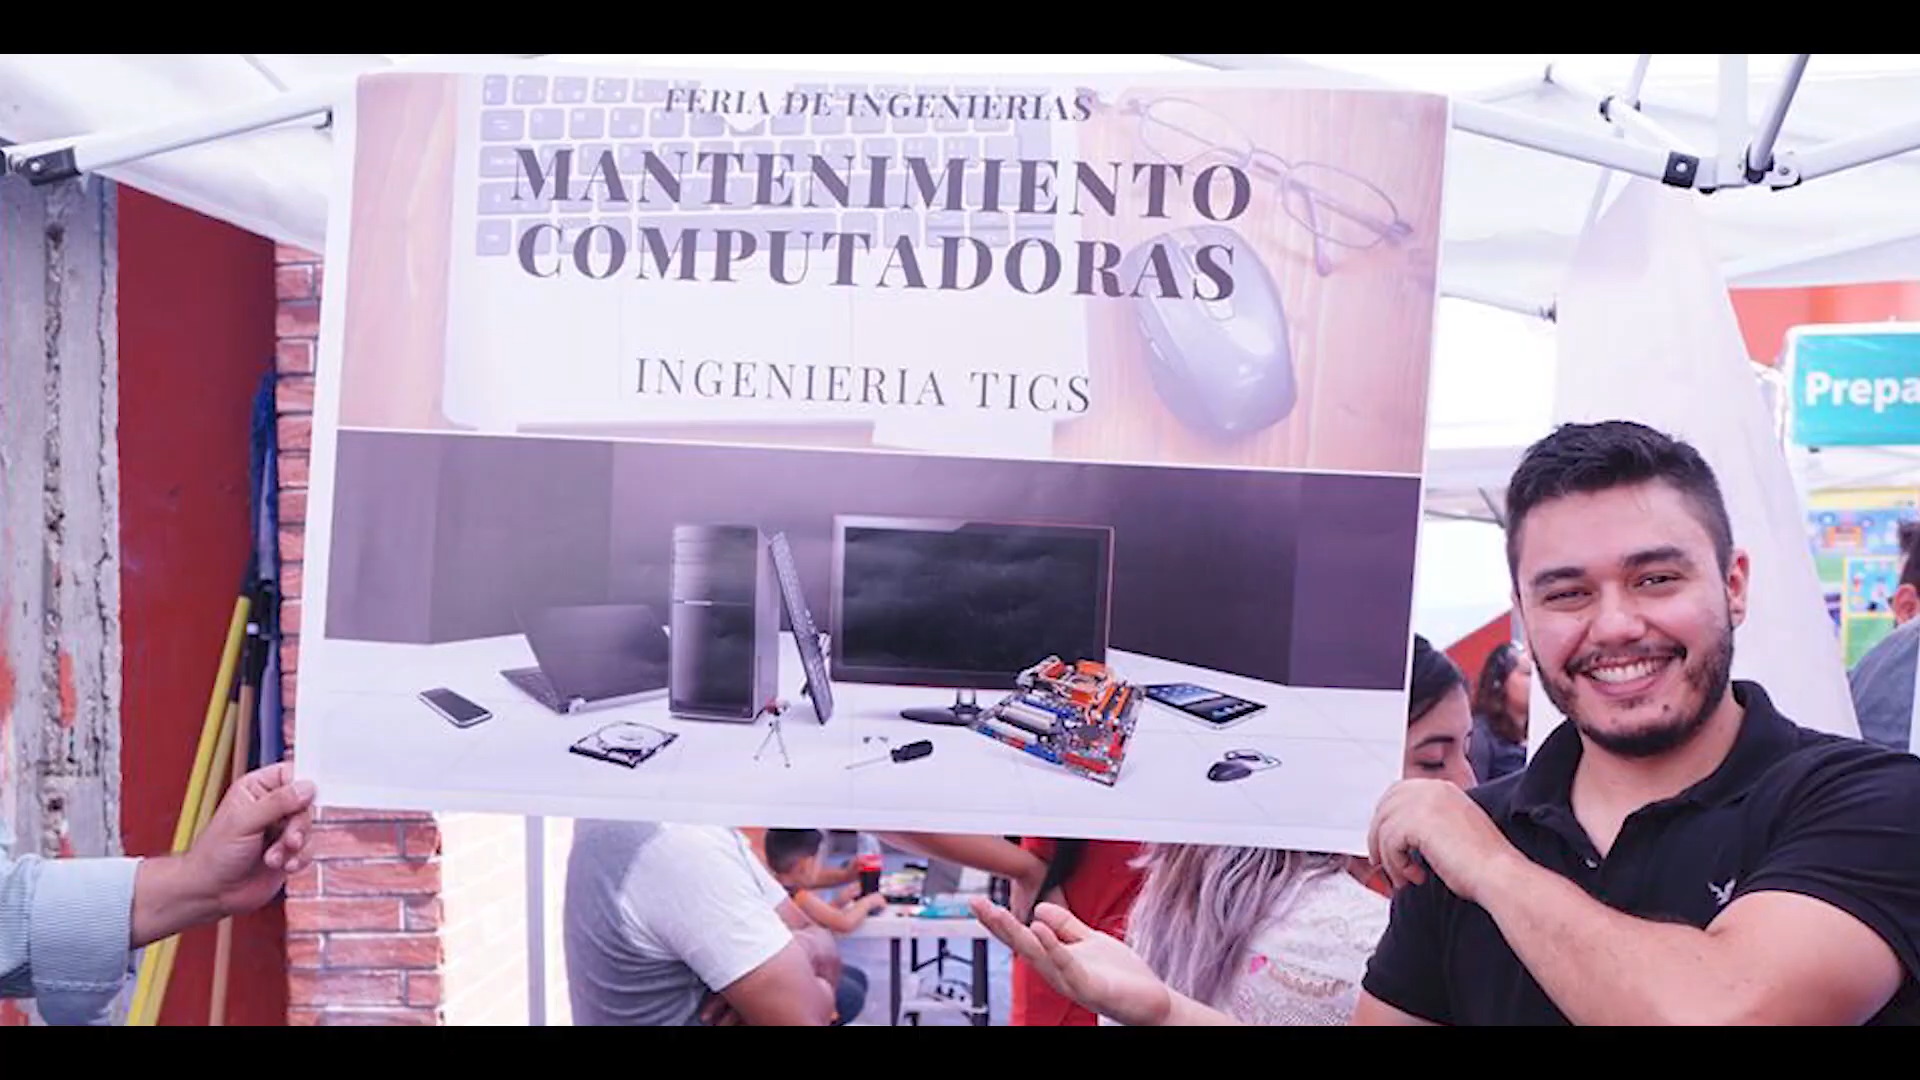 FERIA DE INGENIERIAS
MANTENIMIENTO
COMPUTADORAS
INGENIERIA TICS
Prepa